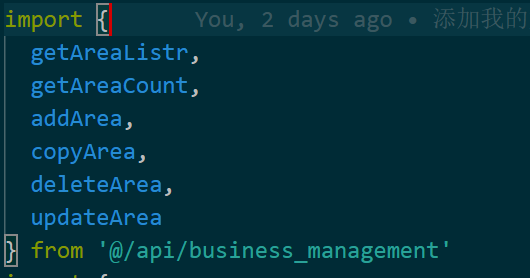 import { You, 2 days ago • 添加我的
getAreaListr,
getAreaCount,
addArea,
copyArea,
deleteArea,
updateArea
} from '@/api/business_management'